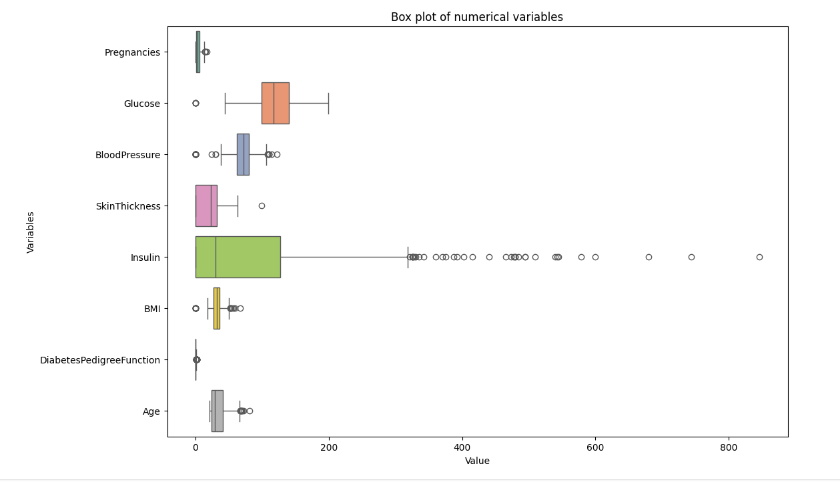 Box plot of numerical variables
Pregnancies
Glucose
BloodPressure
SkinThickness
Insulin
BMI
DiabetesPedigreeFunction
Age
Variables
0 200 400 600 800
Value